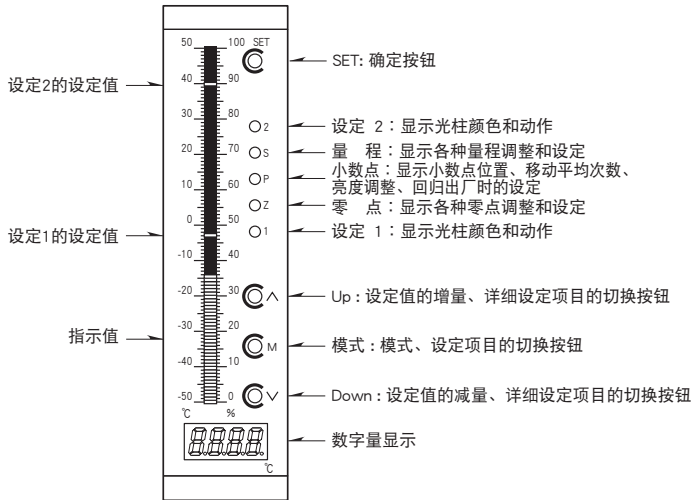 50 100 SET
SET: 确定按钮
设定2的设定值
40 90
30 80
2
设定 2：显示光柱颜色和动作
20 70 S
量 程：显示各种量程调整和设定
小数点：显示小数点位置、移动平均次数、
亮度调整、回归出厂时的设定
10 60 P
Z
零 点：显示各种零点调整和设定
0 50
设定1的设定值
1
设定 1：显示光柱颜色和动作
-10 40
-20 30 ∧
Up：设定值的增量、详细设定项目的切换按钮
-30 20
指示值
M
模式：模式、设定项目的切换按钮
-40 10
-50 0 ∨
Down：设定值的减量、详细设定项目的切换按钮
℃ %
8.8.8.8.
数字量显示
℃